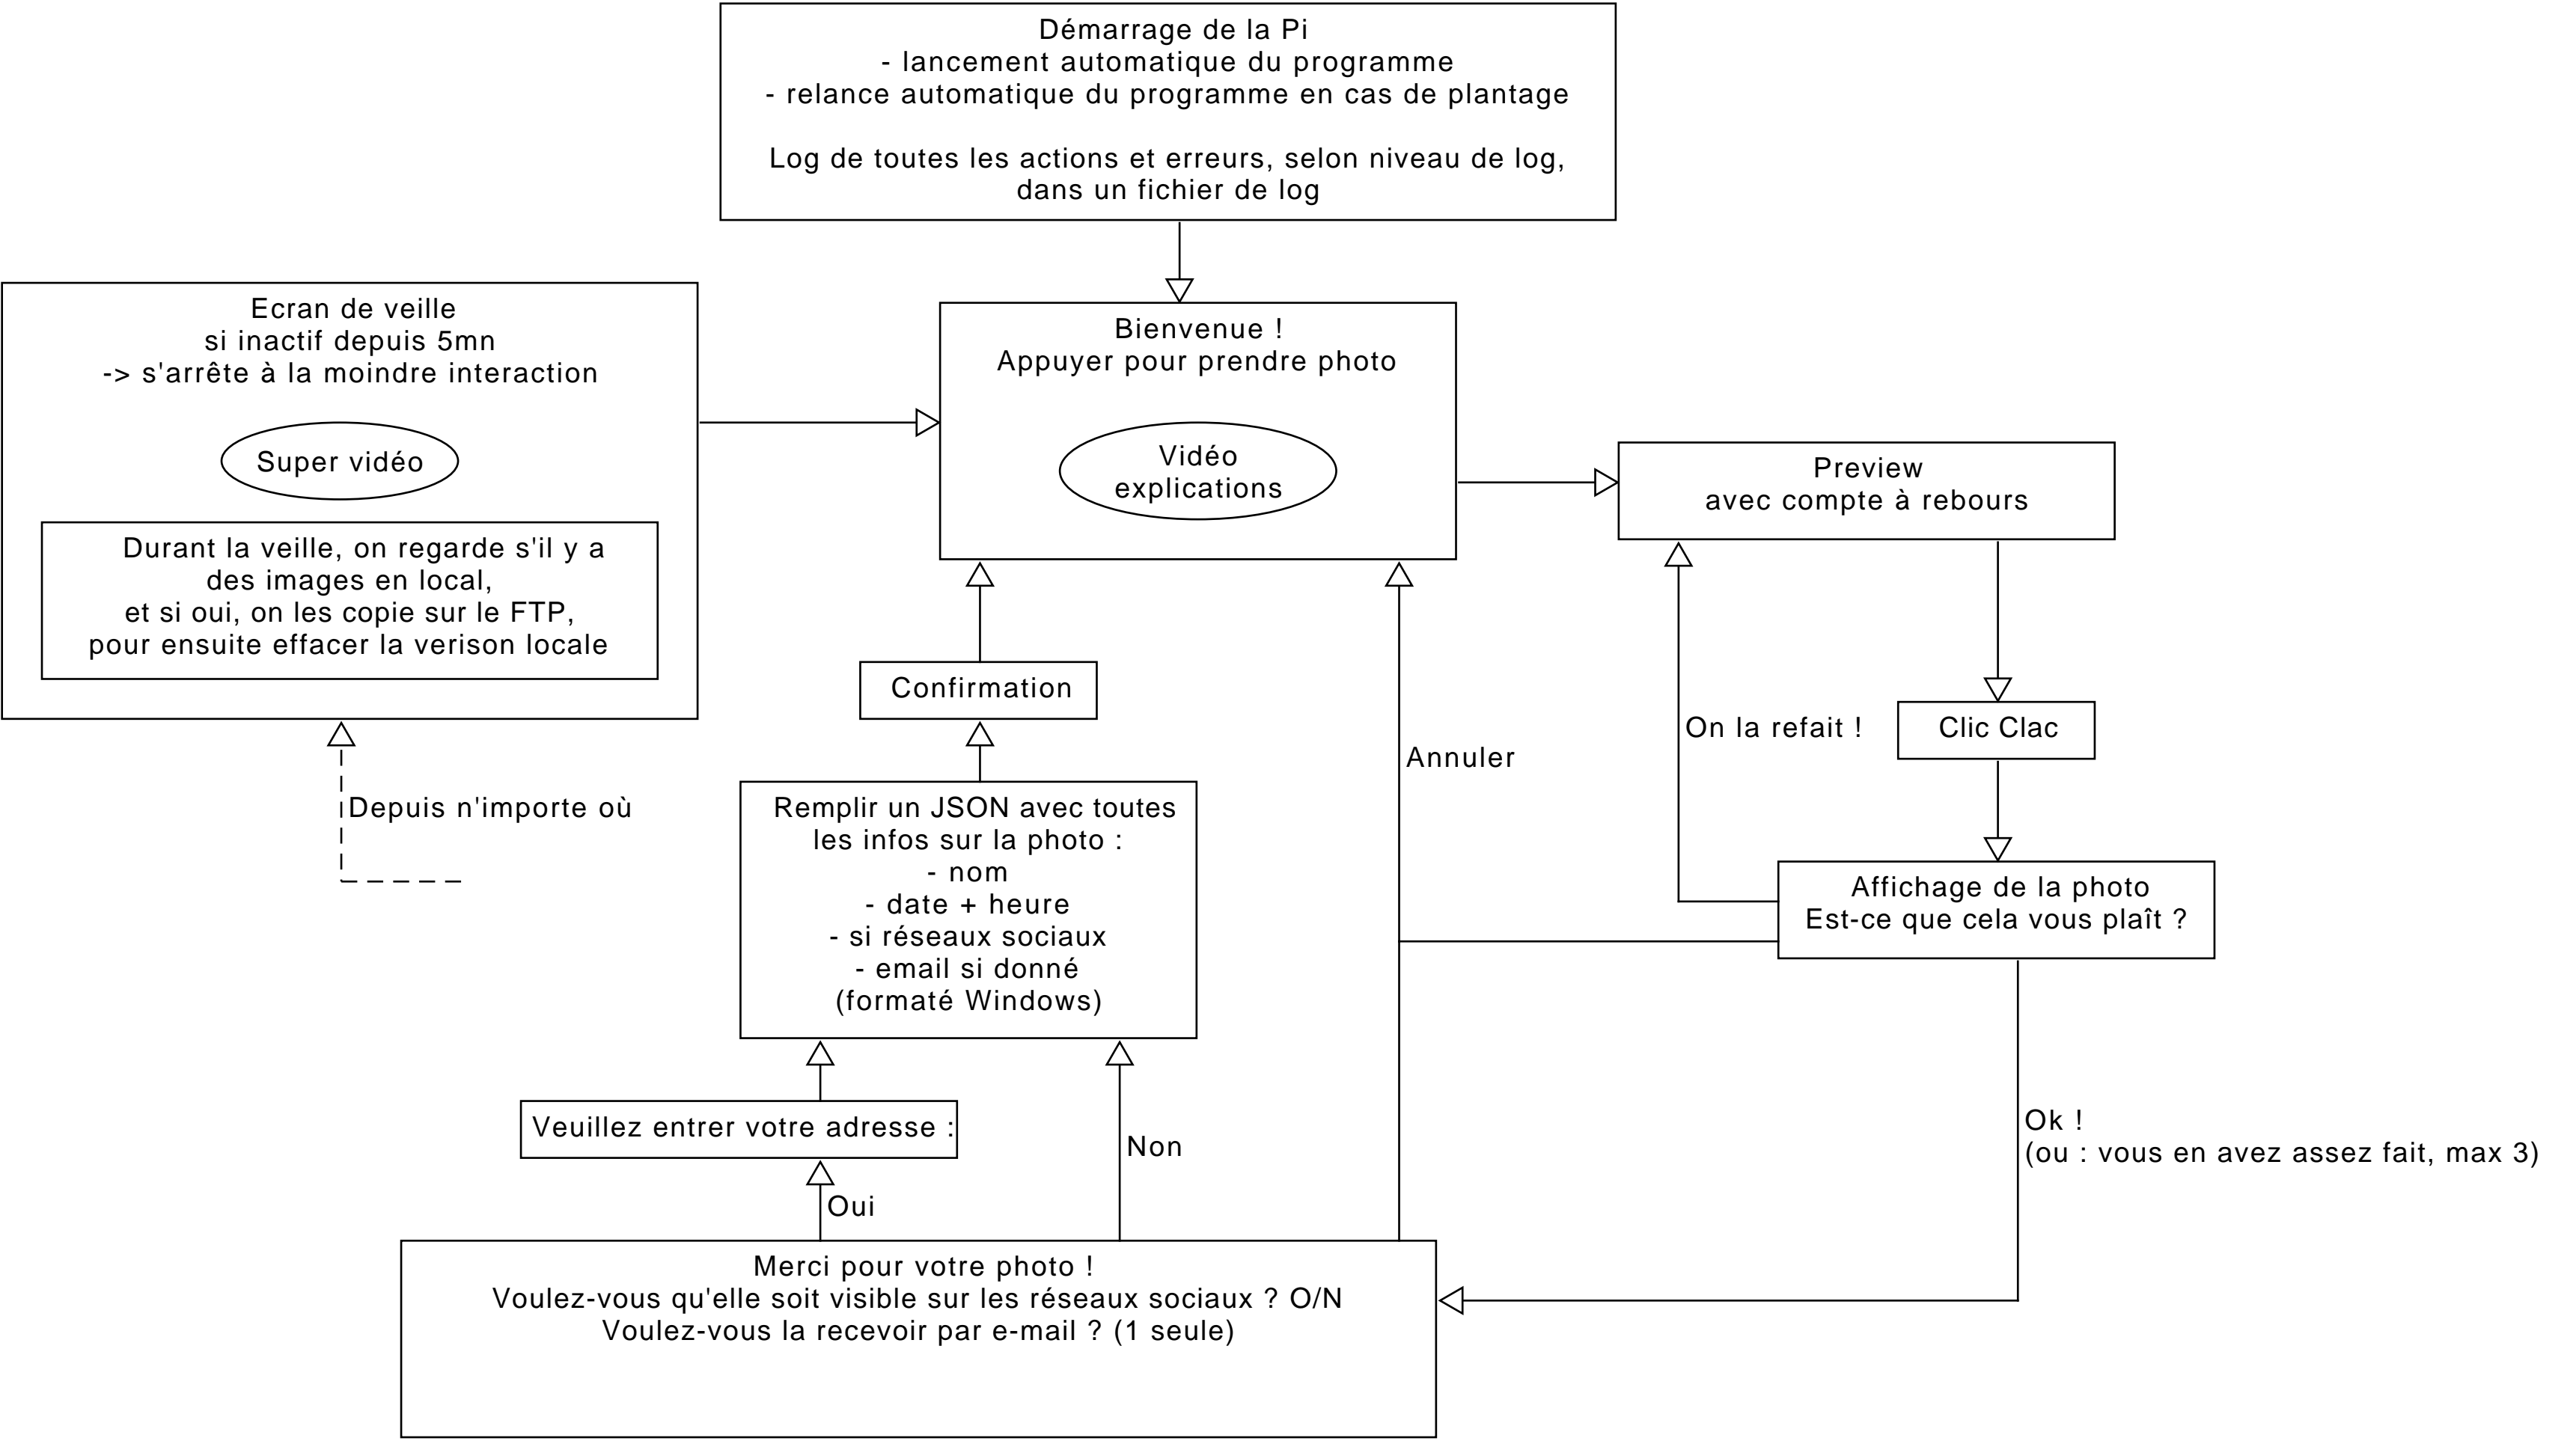 Démarrage de la Pi
- lancement automatique du programme
- relance automatique du programme en cas de plantage
Log de toutes les actions et erreurs, selon niveau de log,
dans un fichier de log
Ecran de veille
si inactif depuis 5mn
-> s'arrête à la moindre interaction
Super vidéo
Durant la veille, on regarde s'il y a
des images en local,
et si oui, on les copie sur le FTP,
pour ensuite effacer la verison locale
Depuis n'importe où
Bienvenue !
Appuyer pour prendre photo
Vidéo
explications
Preview
avec compte à rebours
On la refait !
Clic Clac
Affichage de la photo
Est-ce que cela vous plaît ?
Annuler
Ok !
(ou : vous en avez assez fait, max 3)
Confirmation
Remplir un JSON avec toutes
les infos sur la photo :
- nom
- date + heure
- si réseaux sociaux
- email si donné
(formaté Windows)
Veuillez entrer votre adresse :
Non
Oui
Merci pour votre photo !
Voulez-vous qu'elle soit visible sur les réseaux sociaux ? O/N
Voulez-vous la recevoir par e-mail ? (1 seule)